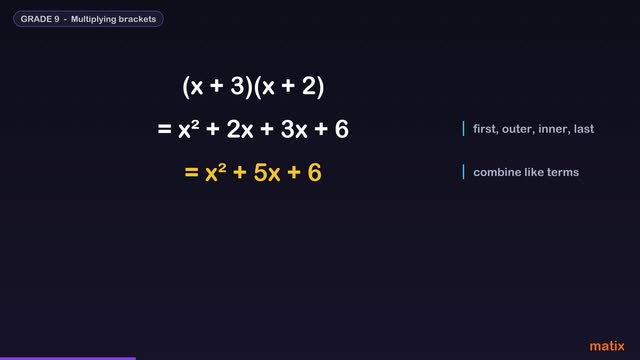 GRADE 9 - Multiplying brackets
(x + 3)(x + 2)
= x² + 2x + 3x + 6
first, outer, inner, last
= x² + 5x + 6
combine like terms
matix